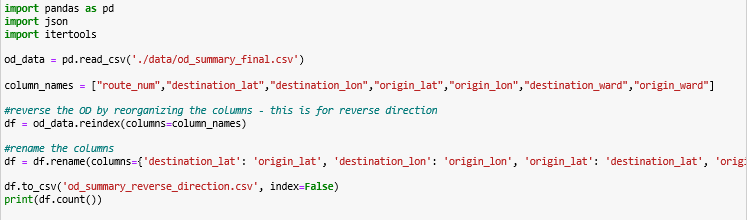 import pandas as pd
import json
import itertools
od_data = pd.read_csv('./data/od_summary_final.csv')
column_names = ["route_num","destination_lat","destination_lon","origin_lat","origin_lon","destination_ward","origin_ward"]
#reverse the OD by reorganizing the columns - this is for reverse direction
df = od_data.reindex(columns=column_names)
#rename the columns
df = df.rename(columns={'destination_lat': 'origin_lat', 'destination_lon': 'origin_lon', 'origin_lat': 'destination_lat', 'origi
df.to_csv('od_summary_reverse_direction.csv', index=False)
print(df.count())